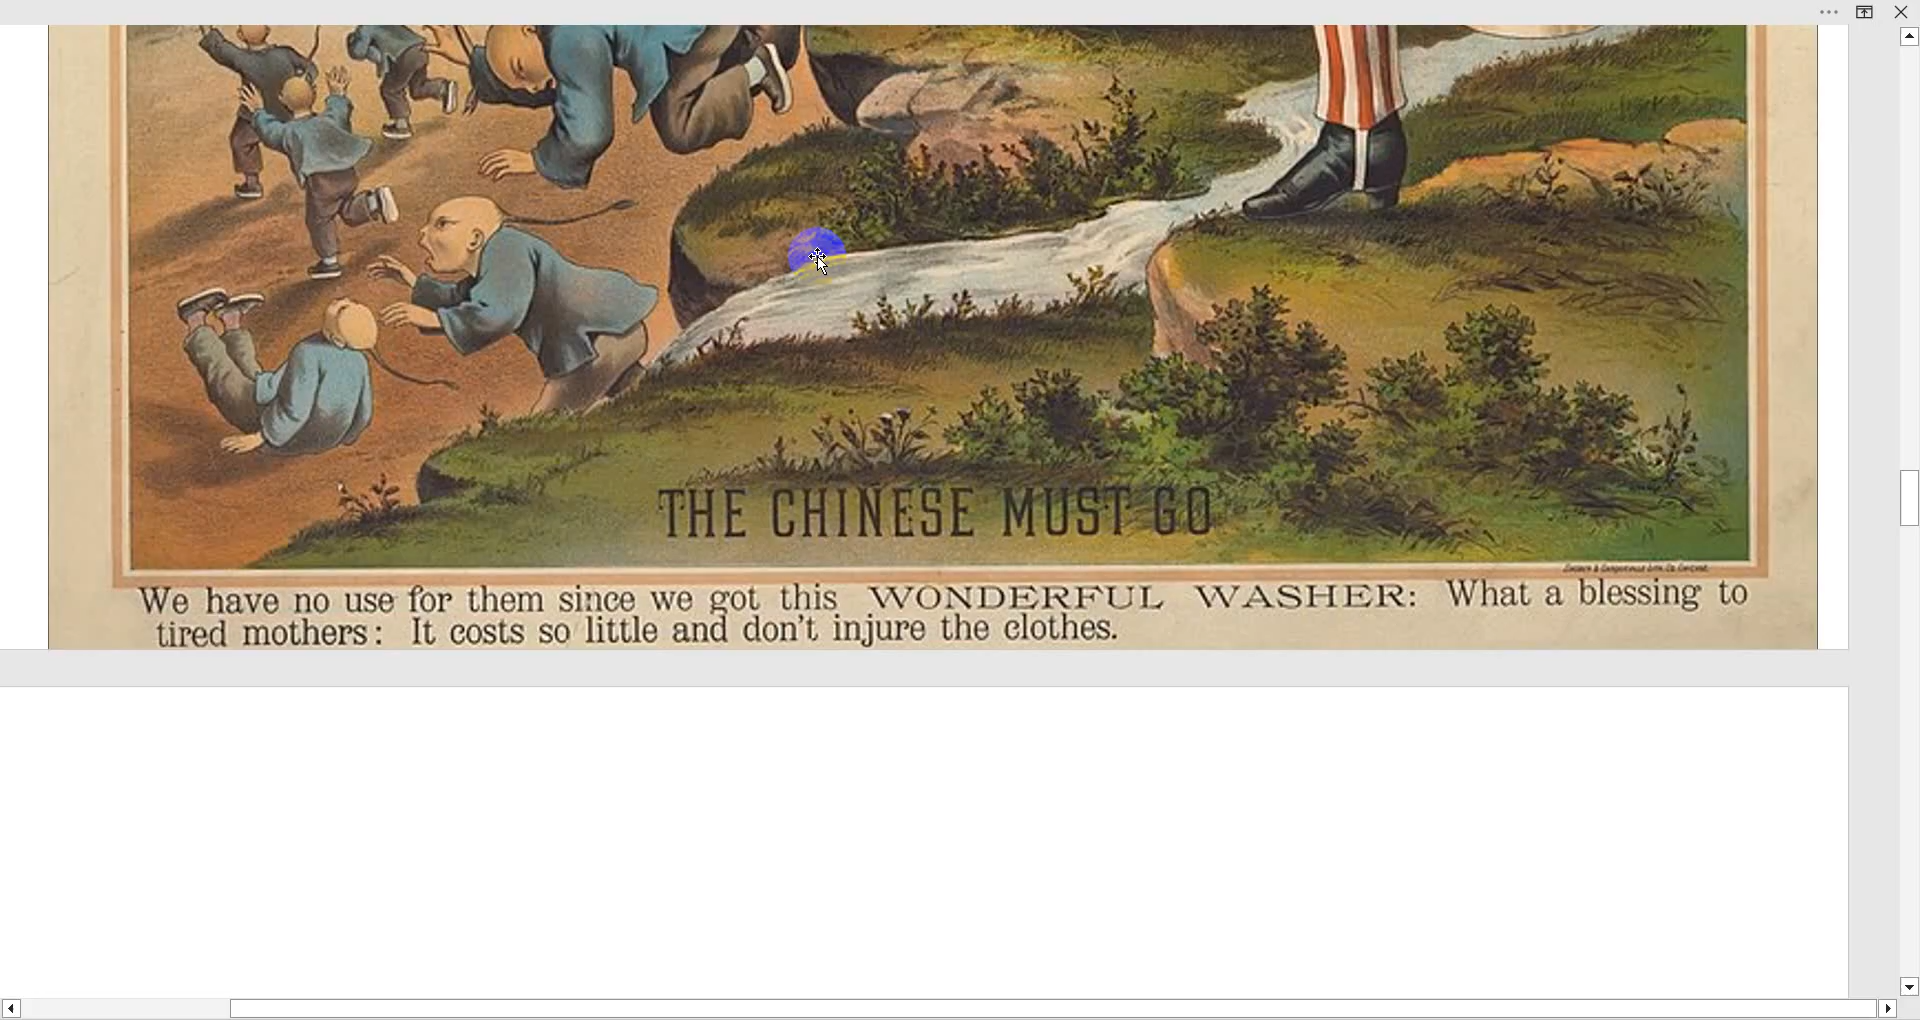 THE CHINESE MUST GO
We have no use for them since we got this WONDERFUL WASHER: What a blessing to
tired mothers: It costs so little and don't injure the clothes.